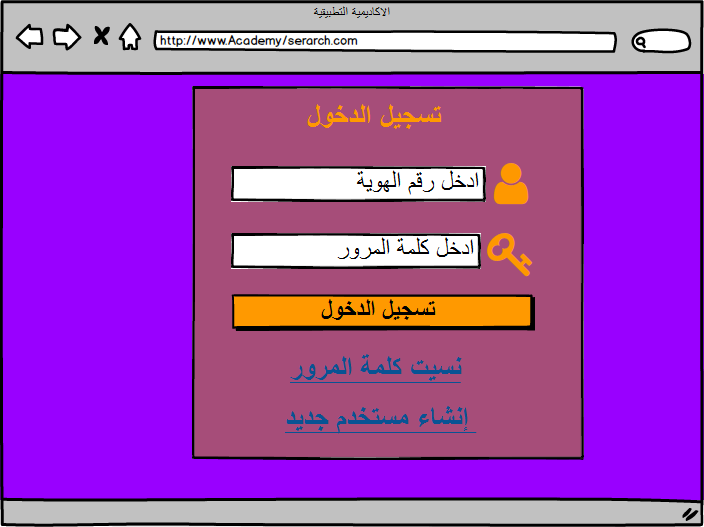 الاكاديمية التطبيقية
http://www.Academy/serarch.com
تسجيل الدخول
ادخل رقم الهوية
ادخل كلمة المرور
تسجيل الدخول
نسيت كلمة المرور
إنشاء مستخدم جديد